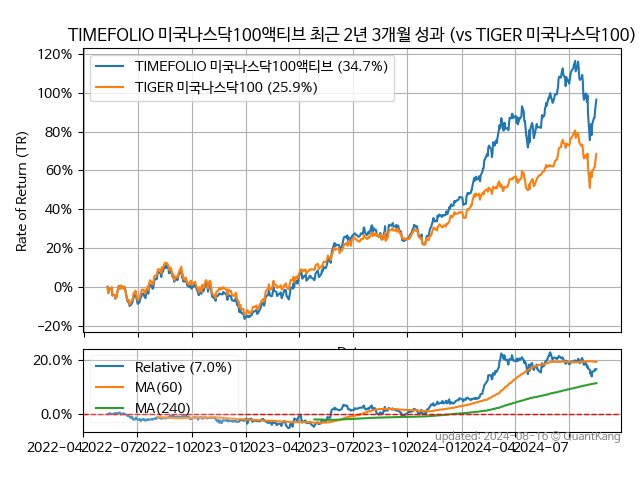 TIMEFOLIO 미국나스닥100액티브 최근 2년 3개월 성과 (vs TIGER 미국나스닥100)
120%
TIMEFOLIO 미국나스닥100액티브 (34.7%)
TIGER 미국나스닥100 (25.9%)
100%
80%
60%
40%
20%
0%
−20%
Rate of Return (TR)
20.0%
Relative (7.0%)
MA(60)
MA(240)
0.0%
updated: 2024-08-16 © QuantKang
2022-04 2022-07 2022-10 2023-01 2023-04 2023-07 2023-10 2024-01 2024-04 2024-07